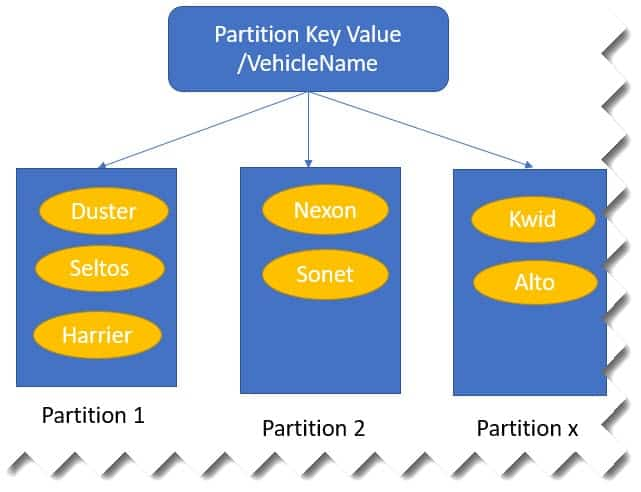 Partition Key Value
/VehicleName
Duster
Seltos
Harrier
Partition 1
Nexon
Sonet
Partition 2
Kwid
Alto
Partition x